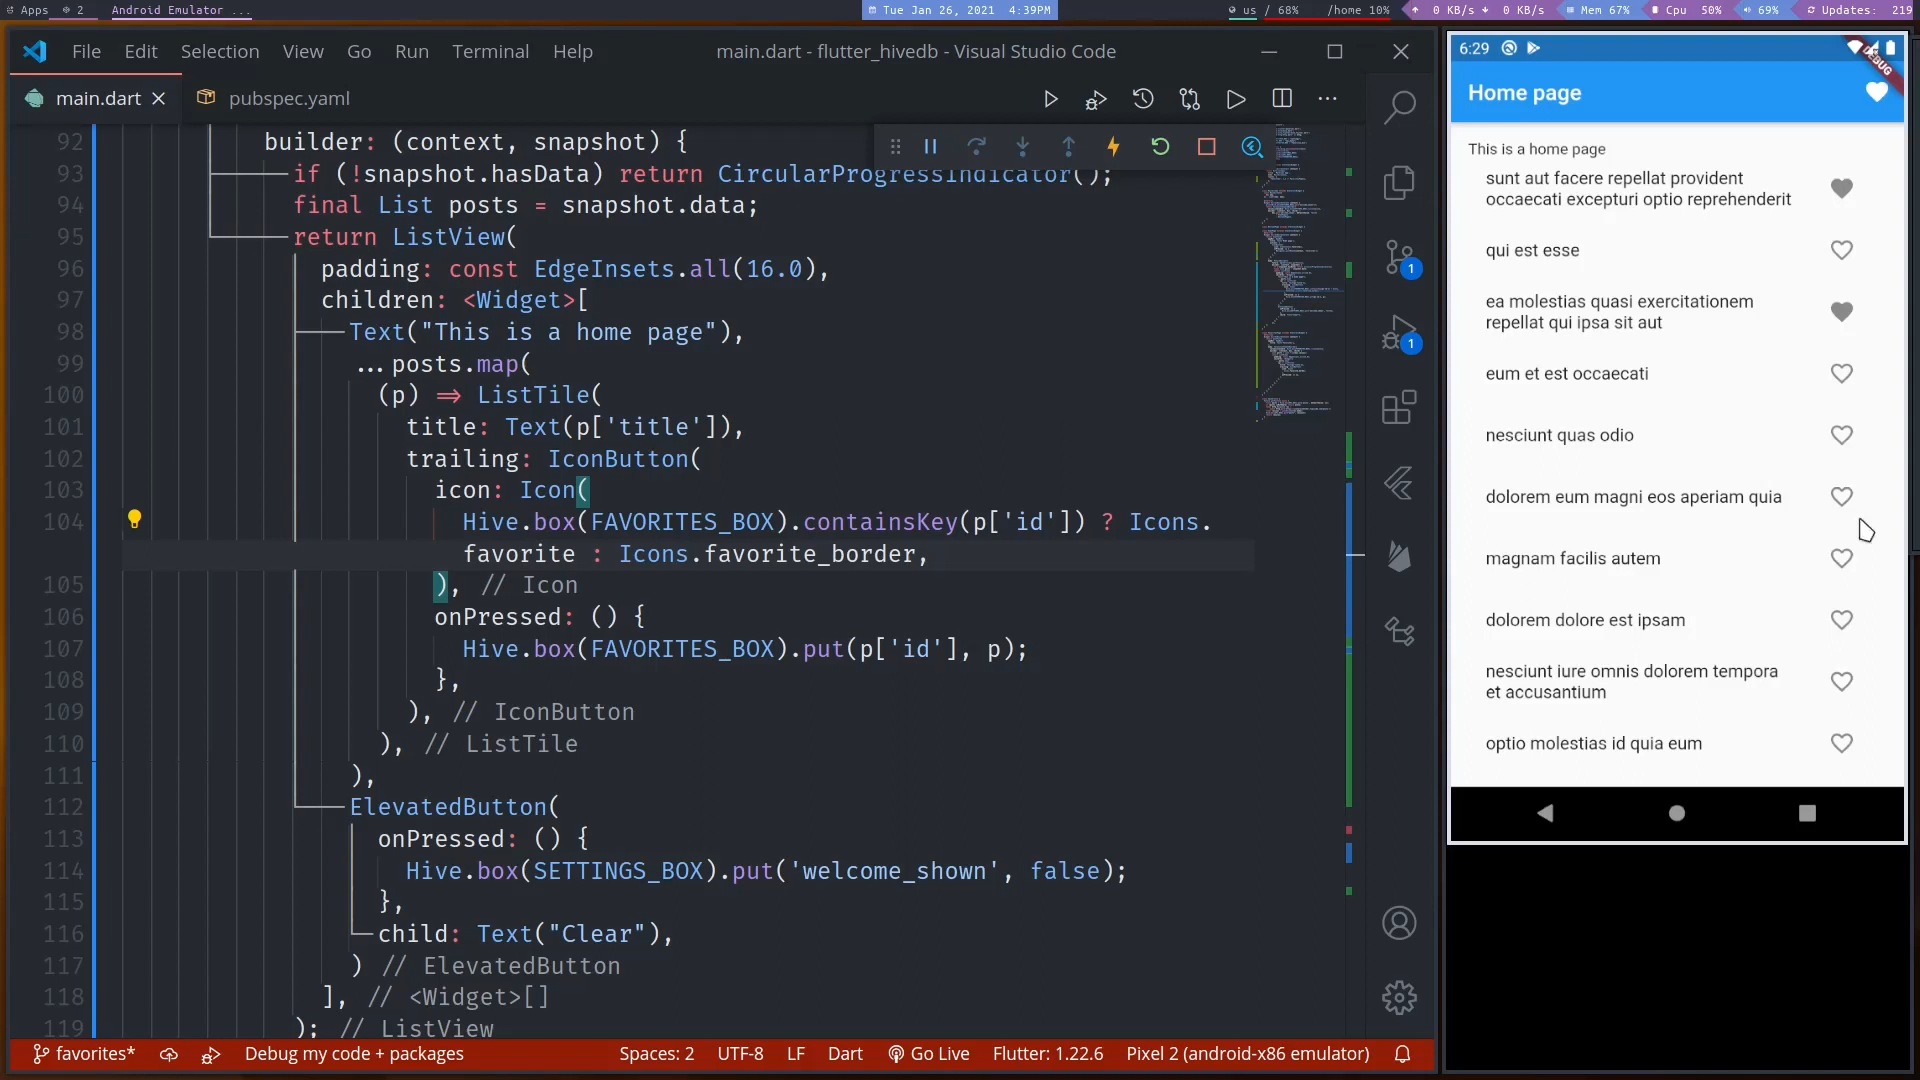 Apps 2 Android Emulator ... Tue Jan 26, 2021 4:39PM us / 68% /home 10% 0 KB/s 0 KB/s Mem 67% Cpu 50% 69% Updates: 219
File Edit Selection View Go Run Terminal Help main.dart - flutter_hivedb - Visual Studio Code
main.dart pubspec.yaml
92 builder: (context, snapshot) {
93 if (!snapshot.hasData) return CircularProgressIndicator();
94 final List posts = snapshot.data;
95 return ListView(
96 padding: const EdgeInsets.all(16.0),
97 children: <Widget>[
98 Text("This is a home page"),
99 ...posts.map(
100 (p) => ListTile(
101 title: Text(p['title']),
102 trailing: IconButton(
103 icon: Icon(
104 Hive.box(FAVORITES_BOX).containsKey(p['id']) ? Icons.
favorite : Icons.favorite_border,
105 ), // Icon
106 onPressed: () {
107 Hive.box(FAVORITES_BOX).put(p['id'], p);
108 },
109 ), // IconButton
110 ), // ListTile
111 ),
112 ElevatedButton(
113 onPressed: () {
114 Hive.box(SETTINGS_BOX).put('welcome_shown', false);
115 },
116 child: Text("Clear"),
117 ) // ElevatedButton
118 ], // <Widget>[]
119 ); // ListView
1
1
favorites* Debug my code + packages Spaces: 2 UTF-8 LF Dart Go Live Flutter: 1.22.6 Pixel 2 (android-x86 emulator)
6:29
DEBUG
Home page
This is a home page
sunt aut facere repellat provident
occaecati excepturi optio reprehenderit
qui est esse
ea molestias quasi exercitationem
repellat qui ipsa sit aut
eum et est occaecati
nesciunt quas odio
dolorem eum magni eos aperiam quia
magnam facilis autem
dolorem dolore est ipsam
nesciunt iure omnis dolorem tempora
et accusantium
optio molestias id quia eum